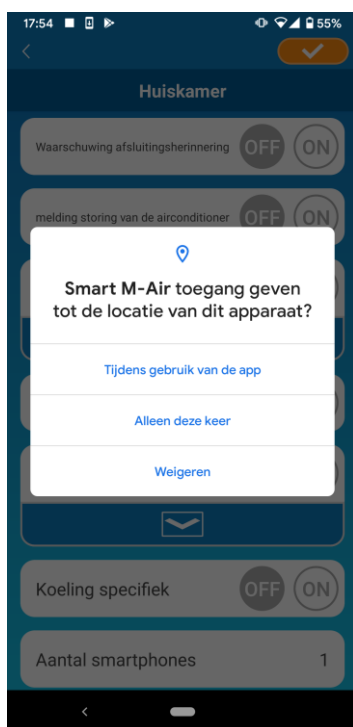 17:54 55%
Huiskamer
Waarschuwing afsluitingsherinnering OFF ON
melding storing van de airconditioner OFF ON
Smart M-Air toegang geven
tot de locatie van dit apparaat?
Tijdens gebruik van de app
Alleen deze keer
Weigeren
Koeling specifiek OFF ON
Aantal smartphones 1